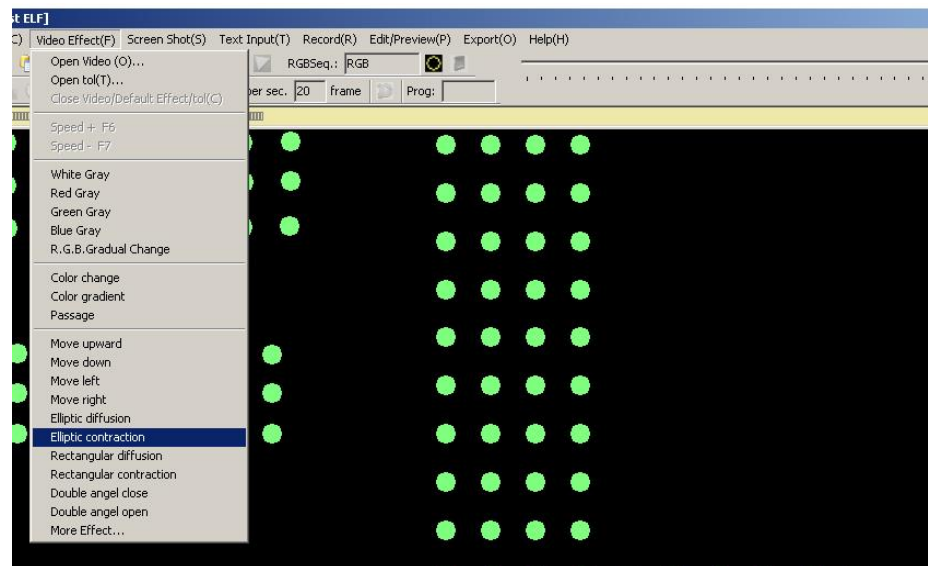 st ELF]
C) Video Effect(F) Screen Shot(S) Text Input(T) Record(R) Edit/Preview(P) Export(O) Help(H)
Open Video (O)... RGBSeq.: RGB
Open tol(T)...
Close Video/Default Effect/tol(C) per sec. 20 frame Prog:
Speed + F6
Speed - F7
White Gray
Red Gray
Green Gray
Blue Gray
R.G.B.Gradual Change
Color change
Color gradient
Passage
Move upward
Move down
Move left
Move right
Elliptic diffusion
Elliptic contraction
Rectangular diffusion
Rectangular contraction
Double angel close
Double angel open
More Effect...